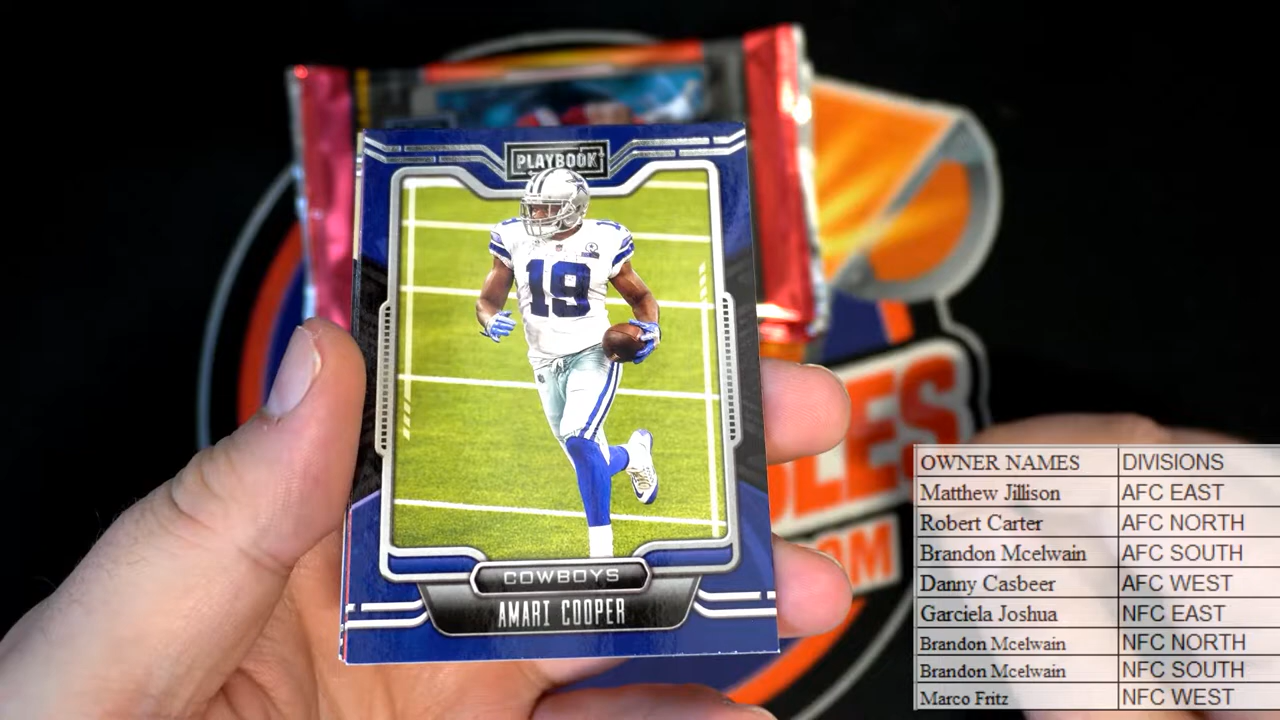 PLAYBOOK
19
19
COWBOYS
AMARI COOPER
OWNER NAMES DIVISIONS
Matthew Jillison AFC EAST
Robert Carter AFC NORTH
Brandon Mcelwain AFC SOUTH
Danny Casbeer AFC WEST
Garciela Joshua NFC EAST
Brandon Mcelwain NFC NORTH
Brandon Mcelwain NFC SOUTH
Marco Fritz NFC WEST